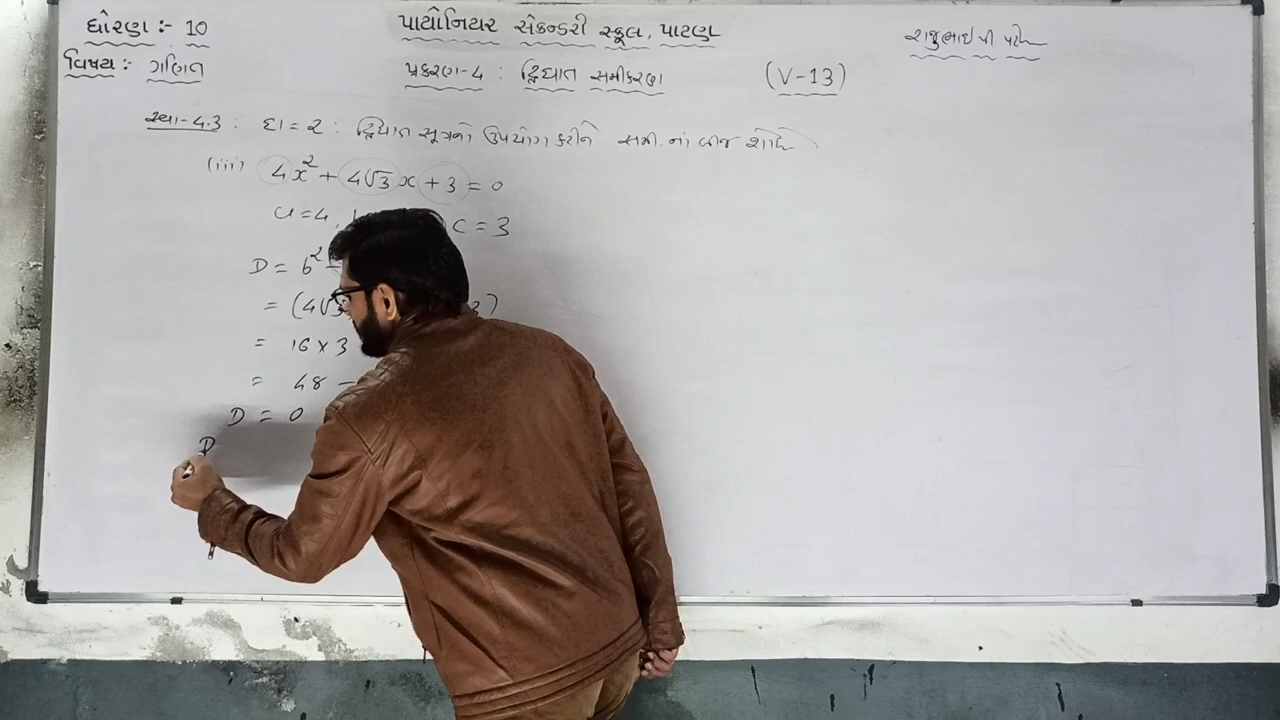 ધોરણ :- 10
પાયોનિયર સેકન્ડરી સ્કૂલ, પાટણ
રાજુભાઇ પી. પટેલ
વિષય : ગણિત
પ્રકરણ-4 : દ્વિઘાત સમીકરણ (V-13)
સ્વા-4.3 : દા = 2 : દ્વિઘાત સૂત્રનો ઉપયોગ કરીને સમી. નાં બીજ શોધો
(iii) 4x² + 4√3 x + 3 = 0
a = 4, C = 3
D = b² -
= (4√3
= 16 × 3
= 48 -
D = 0
D